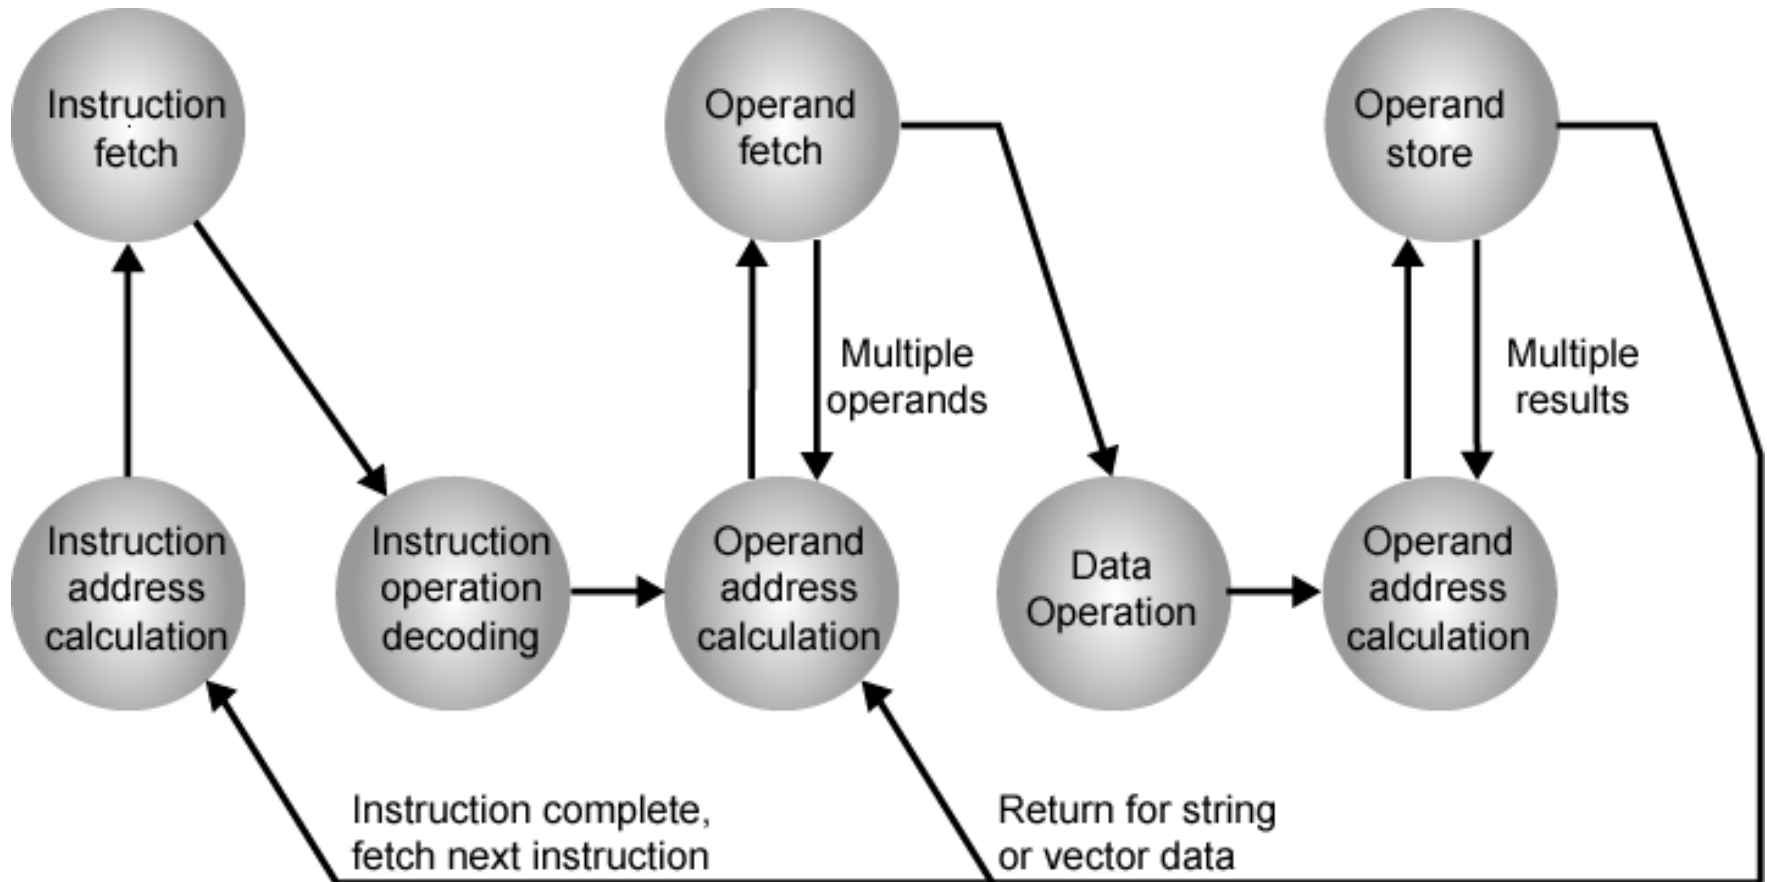 Instruction
fetch
Operand
fetch
Operand
store
Multiple
operands
Multiple
results
Instruction
address
calculation
Instruction
operation
decoding
Operand
address
calculation
Data
Operation
Operand
address
calculation
Instruction complete,
fetch next instruction
Return for string
or vector data